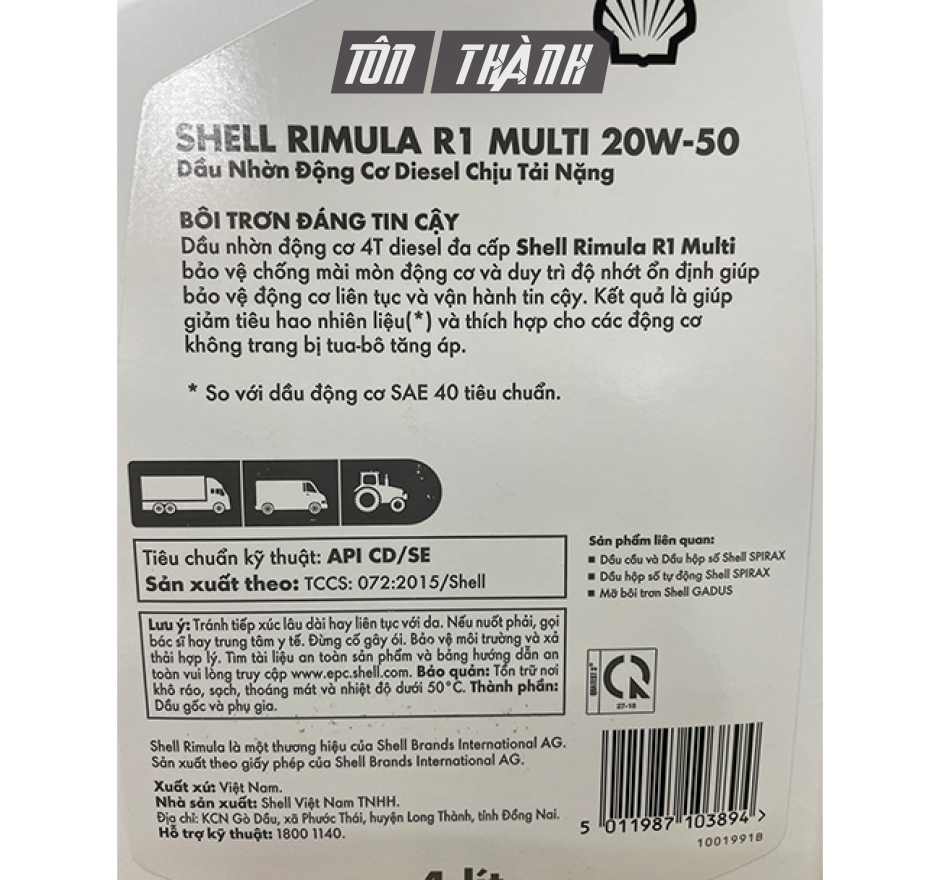 TÔN THÀNH
SHELL RIMULA R1 MULTI 20W-50
Dầu Nhờn Động Cơ Diesel Chịu Tải Nặng
BÔI TRƠN ĐÁNG TIN CẬY
Dầu nhờn động cơ 4T diesel đa cấp Shell Rimula R1 Multi
bảo vệ chống mài mòn động cơ và duy trì độ nhớt ổn định giúp
bảo vệ động cơ liên tục và vận hành tin cậy. Kết quả là giúp
giảm tiêu hao nhiên liệu(*) và thích hợp cho các động cơ
không trang bị tua-bô tăng áp.
* So với dầu động cơ SAE 40 tiêu chuẩn.
Tiêu chuẩn kỹ thuật: API CD/SE
Sản xuất theo: TCCS: 072:2015/Shell
Sản phẩm liên quan:
▪ Dầu cầu và Dầu hộp số Shell SPIRAX
▪ Dầu hộp số tự động Shell SPIRAX
▪ Mỡ bôi trơn Shell GADUS
Lưu ý: Tránh tiếp xúc lâu dài hay liên tục với da. Nếu nuốt phải, gọi
bác sĩ hay trung tâm y tế. Đừng cố gây ói. Bảo vệ môi trường và xả
thải hợp lý. Tìm tài liệu an toàn sản phẩm và bảng hướng dẫn an
toàn vui lòng truy cập www.epc.shell.com. Bảo quản: Tồn trữ nơi
khô ráo, sạch, thoáng mát và nhiệt độ dưới 50°C. Thành phần:
Dầu gốc và phụ gia.
QUATEST 3
27-18
Shell Rimula là một thương hiệu của Shell Brands International AG.
Sản xuất theo giấy phép của Shell Brands International AG.
Xuất xứ: Việt Nam.
Nhà sản xuất: Shell Việt Nam TNHH.
Địa chỉ: KCN Gò Dầu, xã Phước Thái, huyện Long Thành, tỉnh Đồng Nai.
Hỗ trợ kỹ thuật: 1800 1140.
5 011987 103894 >
1001991B